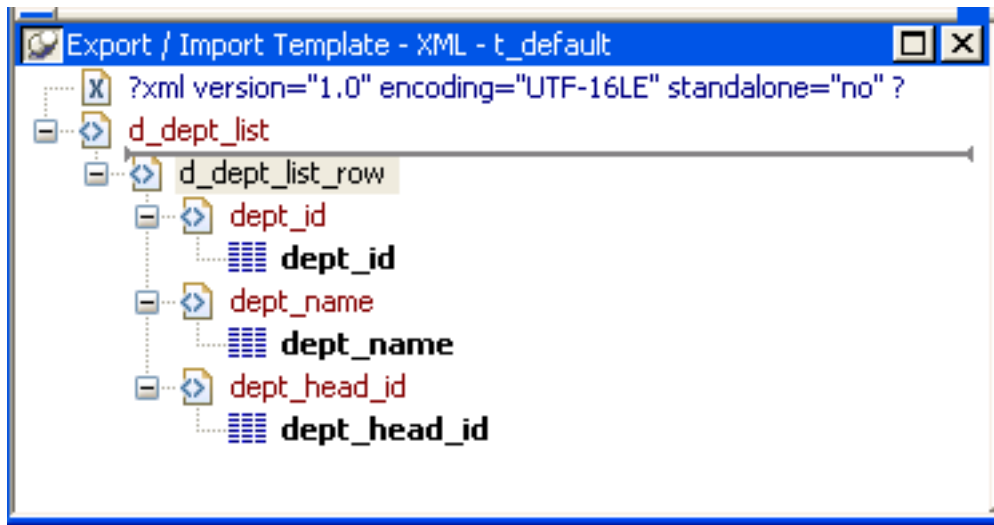 Export / Import Template - XML - t_default
?xml version="1.0" encoding="UTF-16LE" standalone="no" ?
d_dept_list
d_dept_list_row
dept_id
dept_id
dept_name
dept_name
dept_head_id
dept_head_id